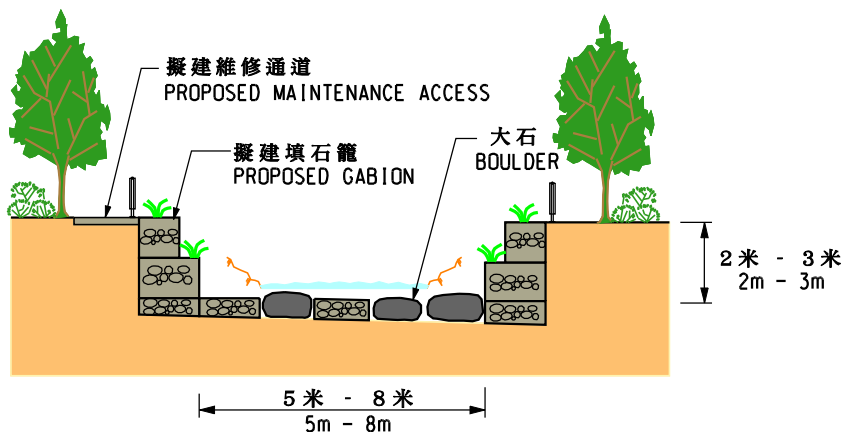 擬建維修通道
PROPOSED MAINTENANCE ACCESS
擬建填石籠
PROPOSED GABION
大石
BOULDER
2米 - 3米
2m - 3m
5米 - 8米
5m - 8m